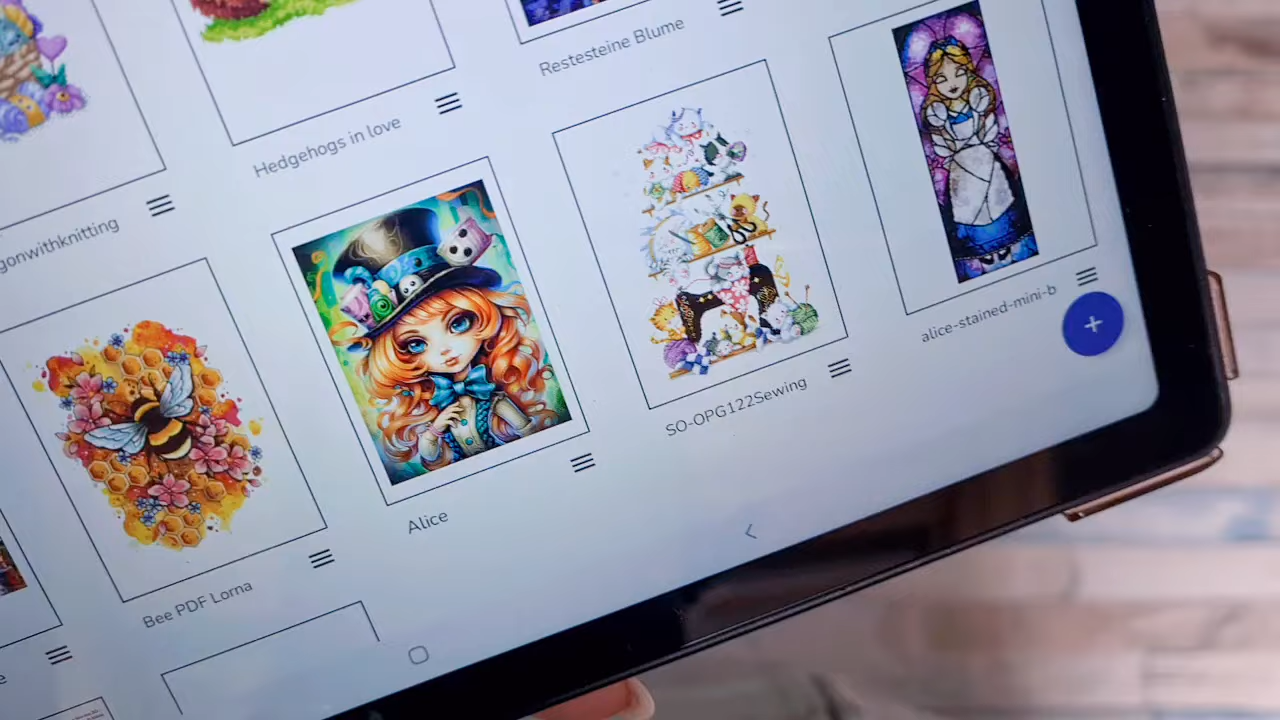 Restesteine Blume
Hedgehogs in love
gonwithknitting
alice-stained-mini-b
SO-OPG122Sewing
Alice
Bee PDF Lorna
e